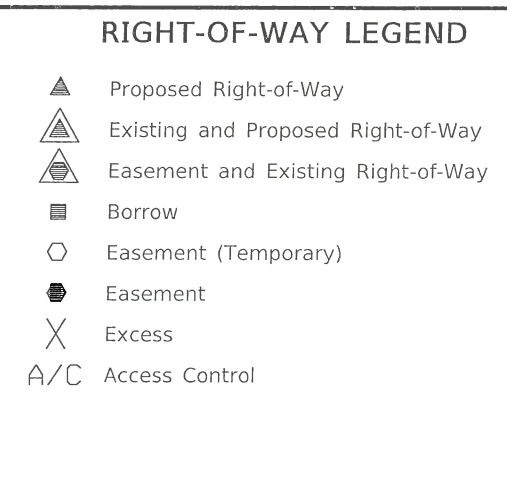 RIGHT-OF-WAY LEGEND
Proposed Right-of-Way
Existing and Proposed Right-of-Way
Easement and Existing Right-of-Way
Borrow
Easement (Temporary)
Easement
X Excess
A/C Access Control